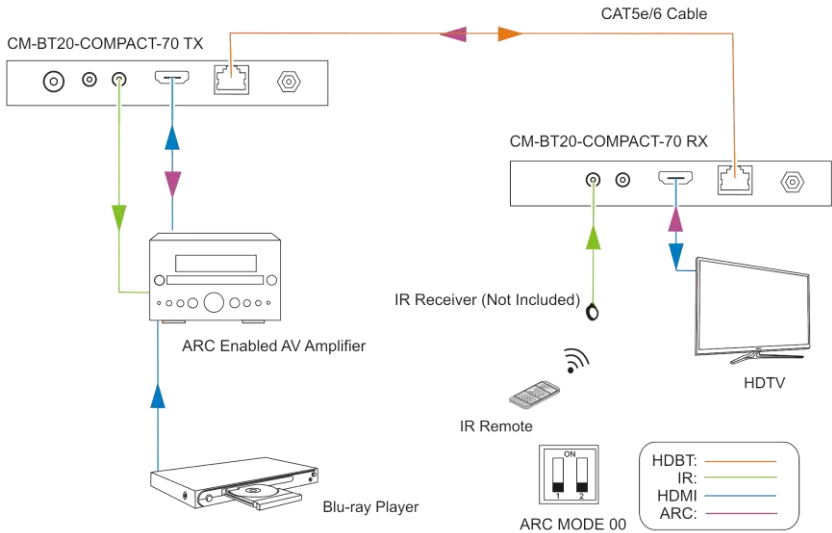 CAT5e/6 Cable
CM-BT20-COMPACT-70 TX
CM-BT20-COMPACT-70 RX
IR Receiver (Not Included)
ARC Enabled AV Amplifier
HDTV
IR Remote
Blu-ray Player
ON
1 2
ARC MODE 00
HDBT:
IR:
HDMI
ARC: